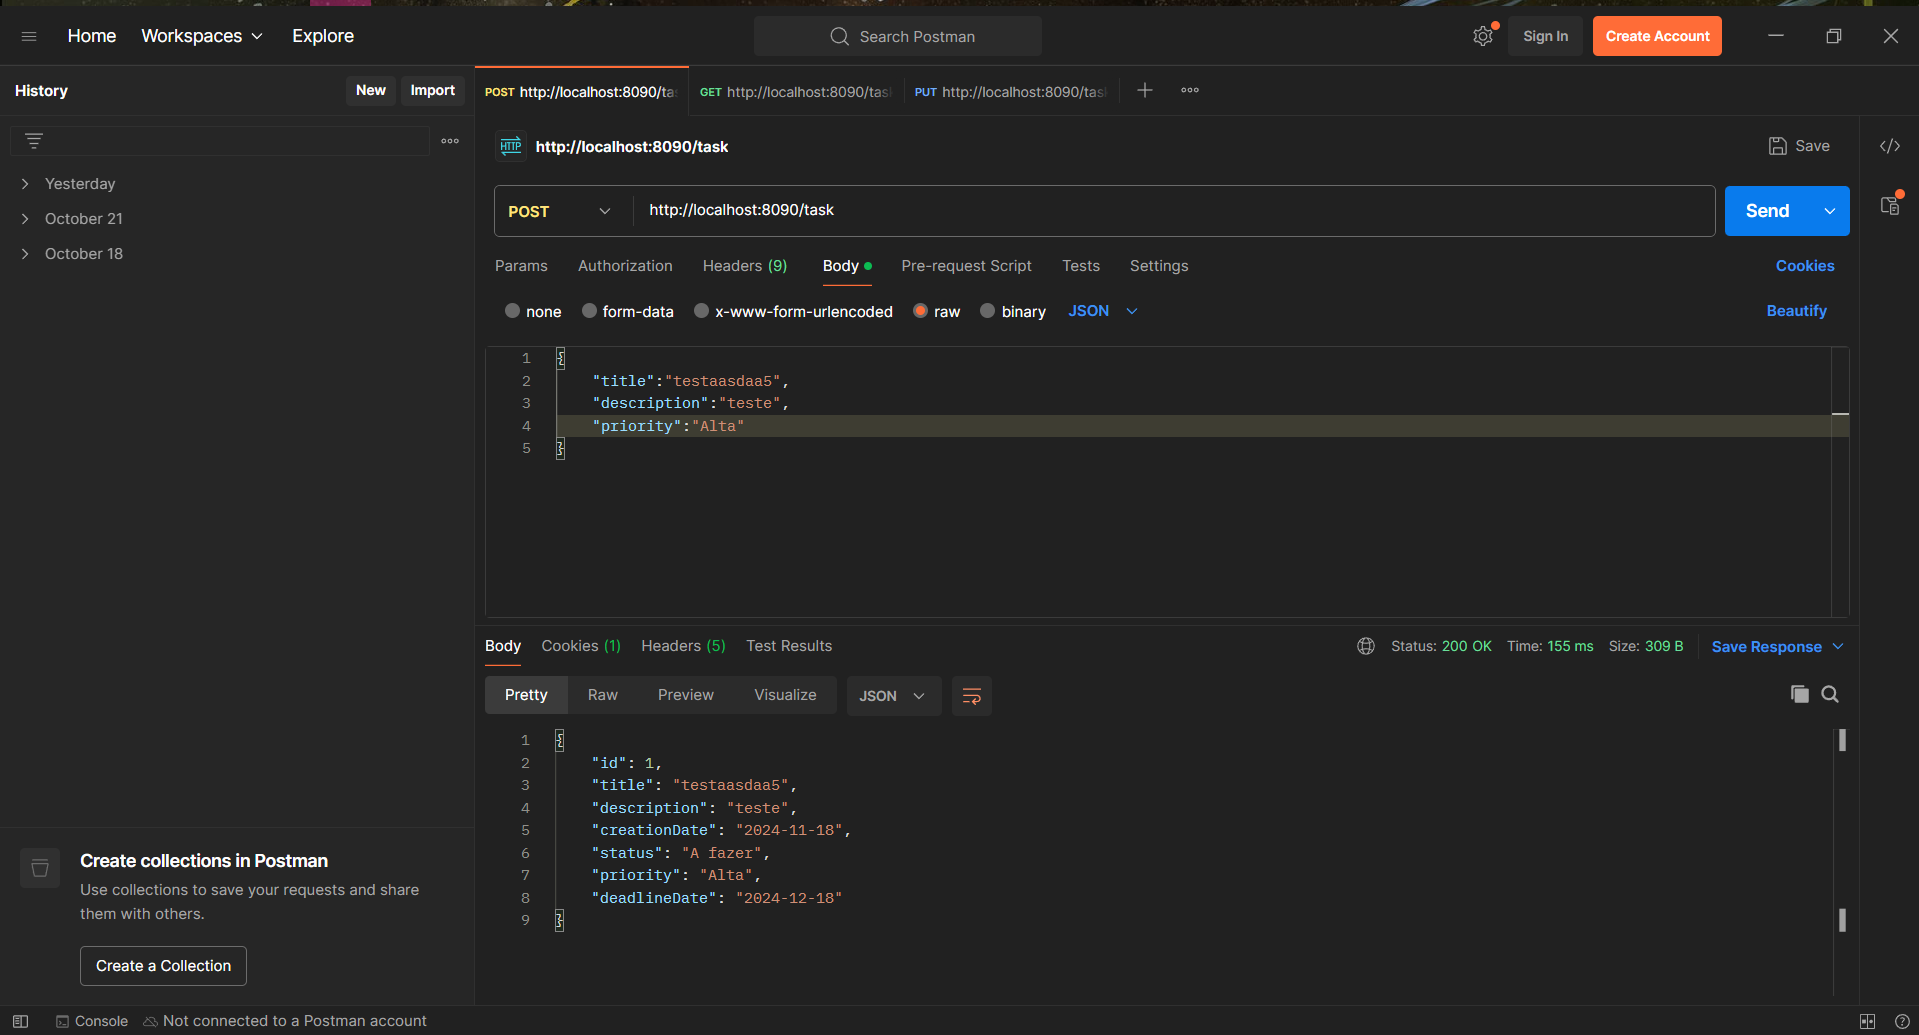 Home Workspaces Explore Search Postman Sign In Create Account
History New Import
POST http://localhost:8090/tas GET http://localhost:8090/tas PUT http://localhost:8090/tas
HTTP http://localhost:8090/task Save
Yesterday
October 21
October 18
POST http://localhost:8090/task Send
Params Authorization Headers (9) Body Pre-request Script Tests Settings Cookies
none form-data x-www-form-urlencoded raw binary JSON Beautify
1 {
2 "title":"testaasdaa5",
3 "description":"teste",
4 "priority":"Alta"
5 }
Body Cookies (1) Headers (5) Test Results Status: 200 OK Time: 155 ms Size: 309 B Save Response
Pretty Raw Preview Visualize JSON
1 {
2 "id": 1,
3 "title": "testaasdaa5",
4 "description": "teste",
5 "creationDate": "2024-11-18",
6 "status": "A fazer",
7 "priority": "Alta",
8 "deadlineDate": "2024-12-18"
9 }
Create collections in Postman
Use collections to save your requests and share
them with others.
Create a Collection
Console Not connected to a Postman account